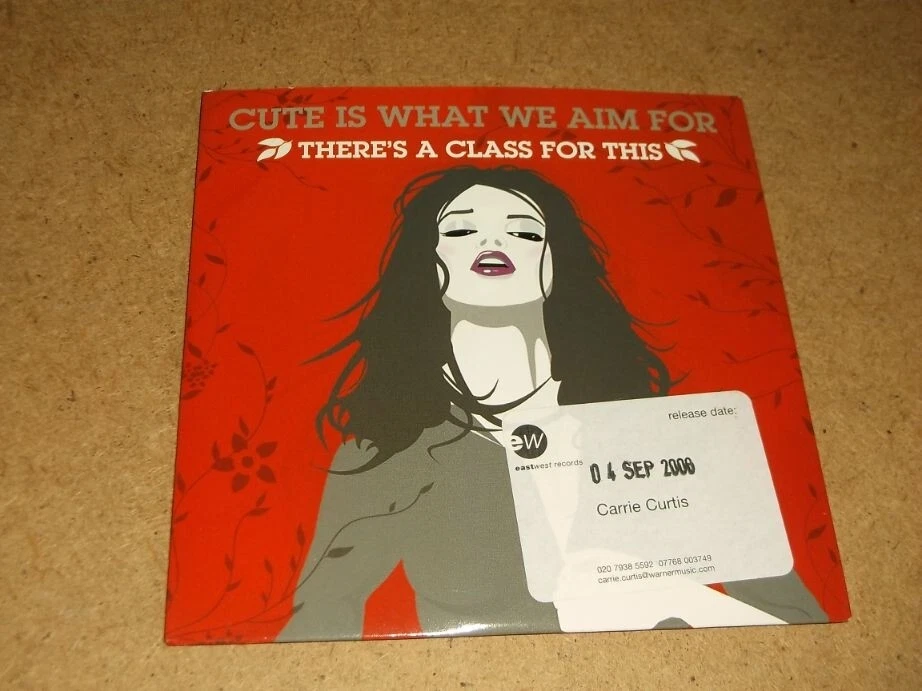 CUTE IS WHAT WE AIM FOR
THERE'S A CLASS FOR THIS
release date:
ew
eastwest records
04 SEP 2006
Carrie Curtis
020 7938 5592 07768 003749
carrie.curtis@warnermusic.com